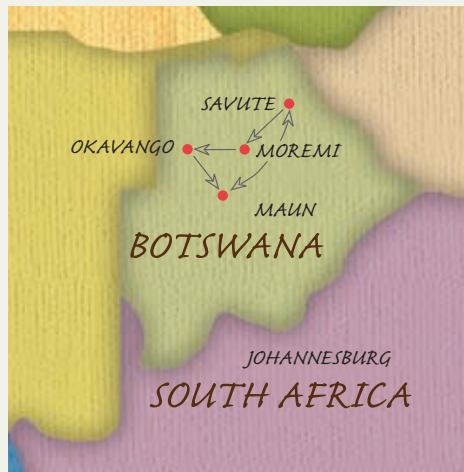 SAVUTE
OKAVANGO
MOREMI
MAUN
BOTSWANA
JOHANNESBURG
SOUTH AFRICA